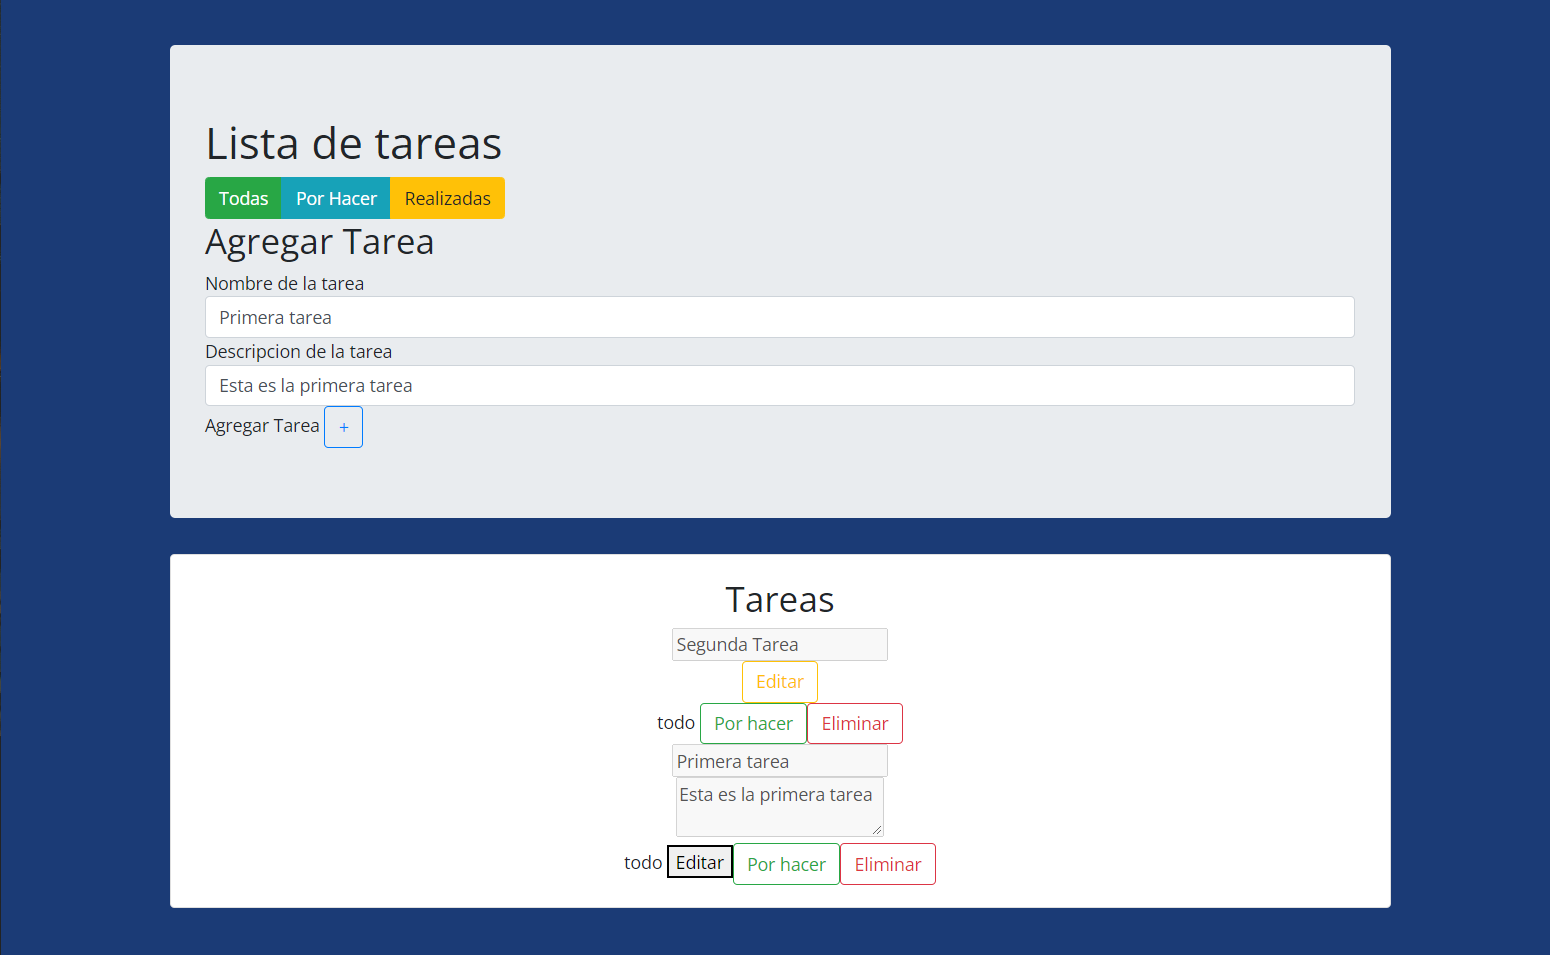 Lista de tareas
Todas Por Hacer Realizadas
Agregar Tarea
Nombre de la tarea
Primera tarea
Descripcion de la tarea
Esta es la primera tarea
Agregar Tarea +
Tareas
Segunda Tarea
Editar
todo Por hacer Eliminar
Primera tarea
Esta es la primera tarea
todo Editar Por hacer Eliminar